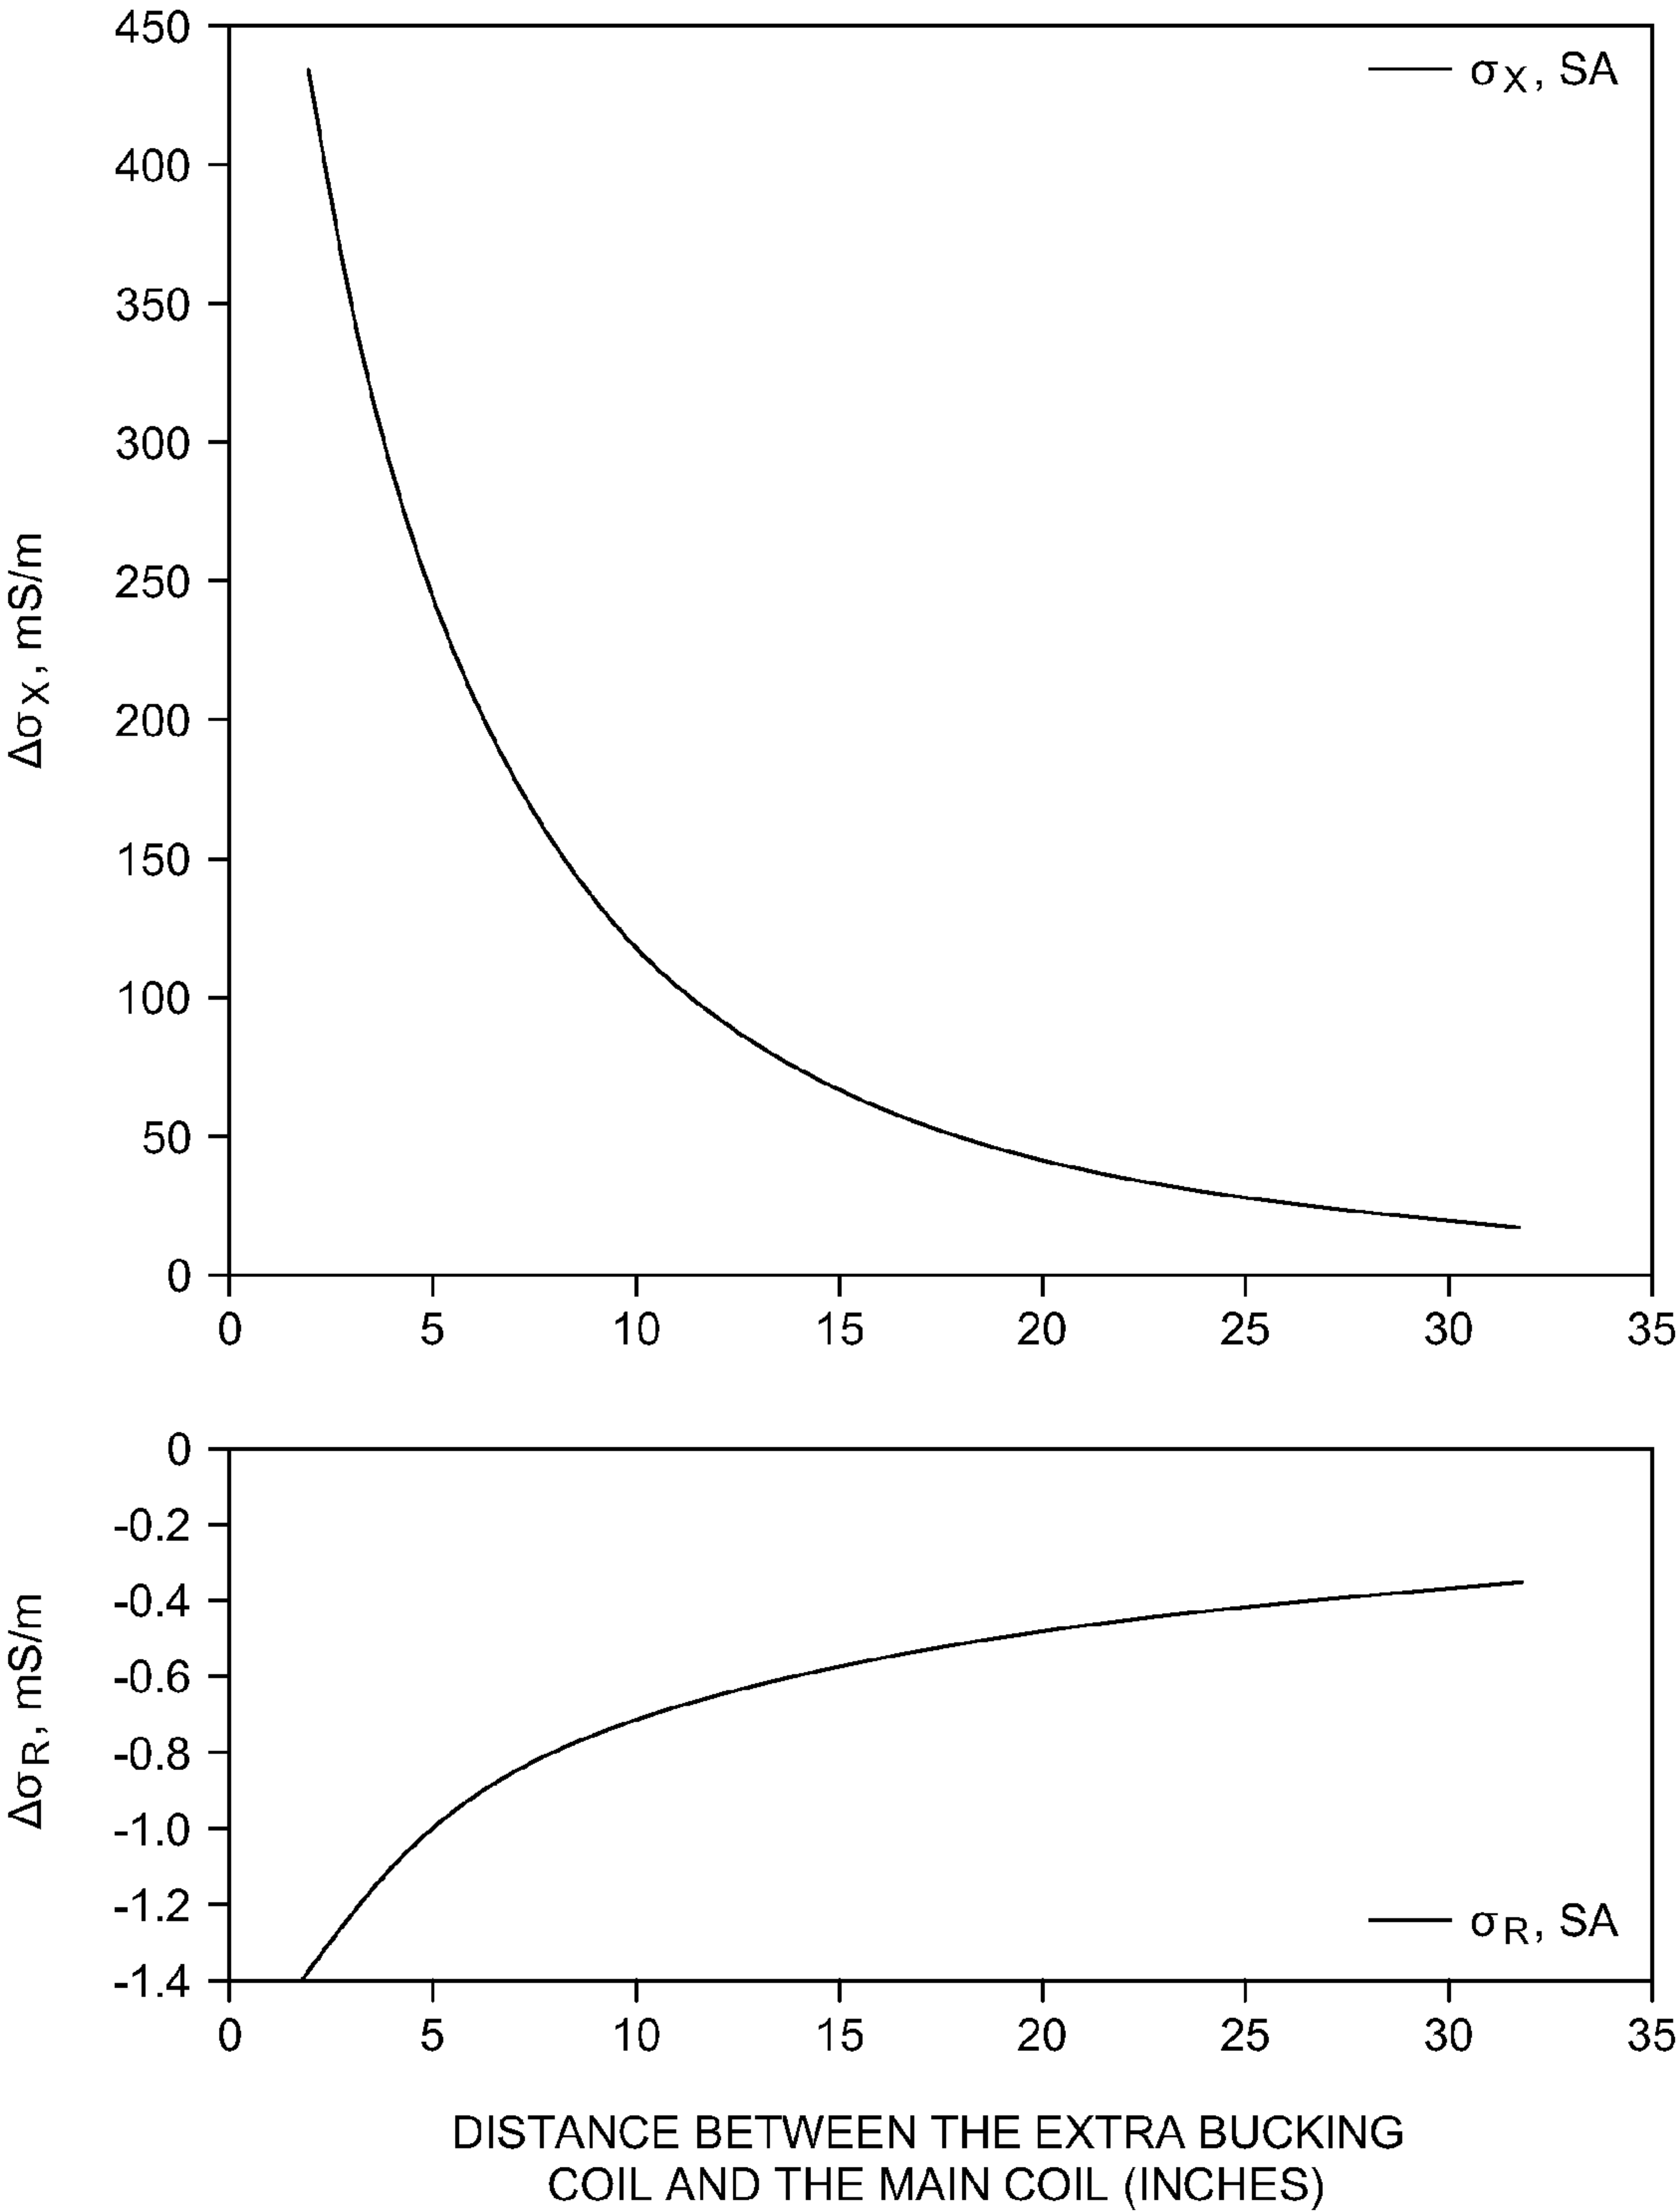 450
400
350
300
250
200
150
100
50
0
ΔσX, mS/m
σX, SA
0 5 10 15 20 25 30 35
0
-0.2
-0.4
-0.6
-0.8
-1.0
-1.2
-1.4
ΔσR, mS/m
σR, SA
0 5 10 15 20 25 30 35
DISTANCE BETWEEN THE EXTRA BUCKING
COIL AND THE MAIN COIL (INCHES)